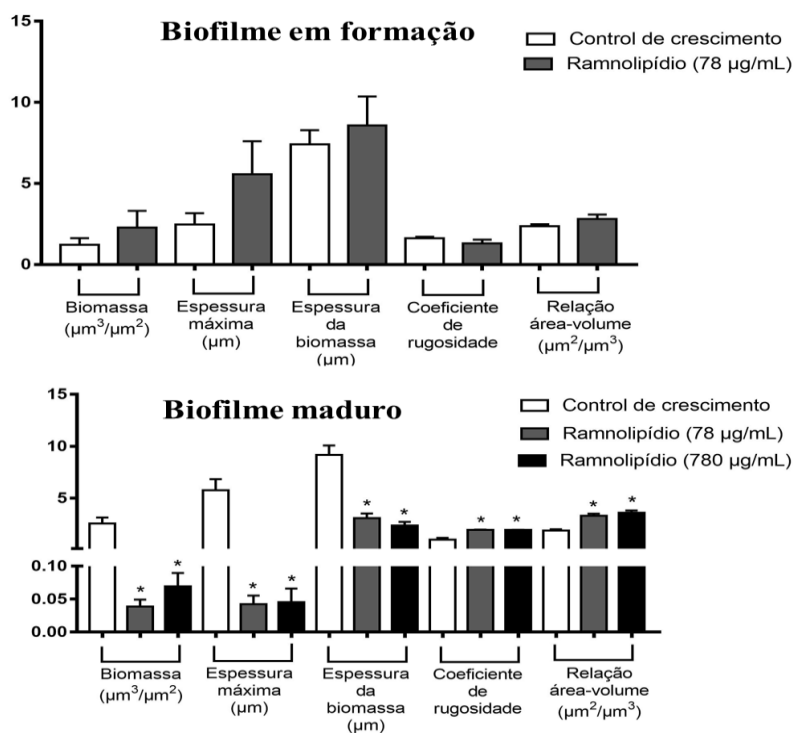 Biofilme em formação
Control de crescimento
Ramnolipídio (78 µg/mL)
15
10
5
0
Biomassa
(µm³/µm²)
Espessura
máxima
(µm)
Espessura
da
biomassa
(µm)
Coeficiente
de
rugosidade
Relação
área-volume
(µm²/µm³)
Biofilme maduro
Control de crescimento
Ramnolipídio (78 µg/mL)
Ramnolipídio (780 µg/mL)
15
10
5
0.10
0.05
0.00
* *
* *
* *
* *
* *
Biomassa
(µm³/µm²)
Espessura
máxima
(µm)
Espessura
da
biomassa
(µm)
Coeficiente
de
rugosidade
Relação
área-volume
(µm²/µm³)